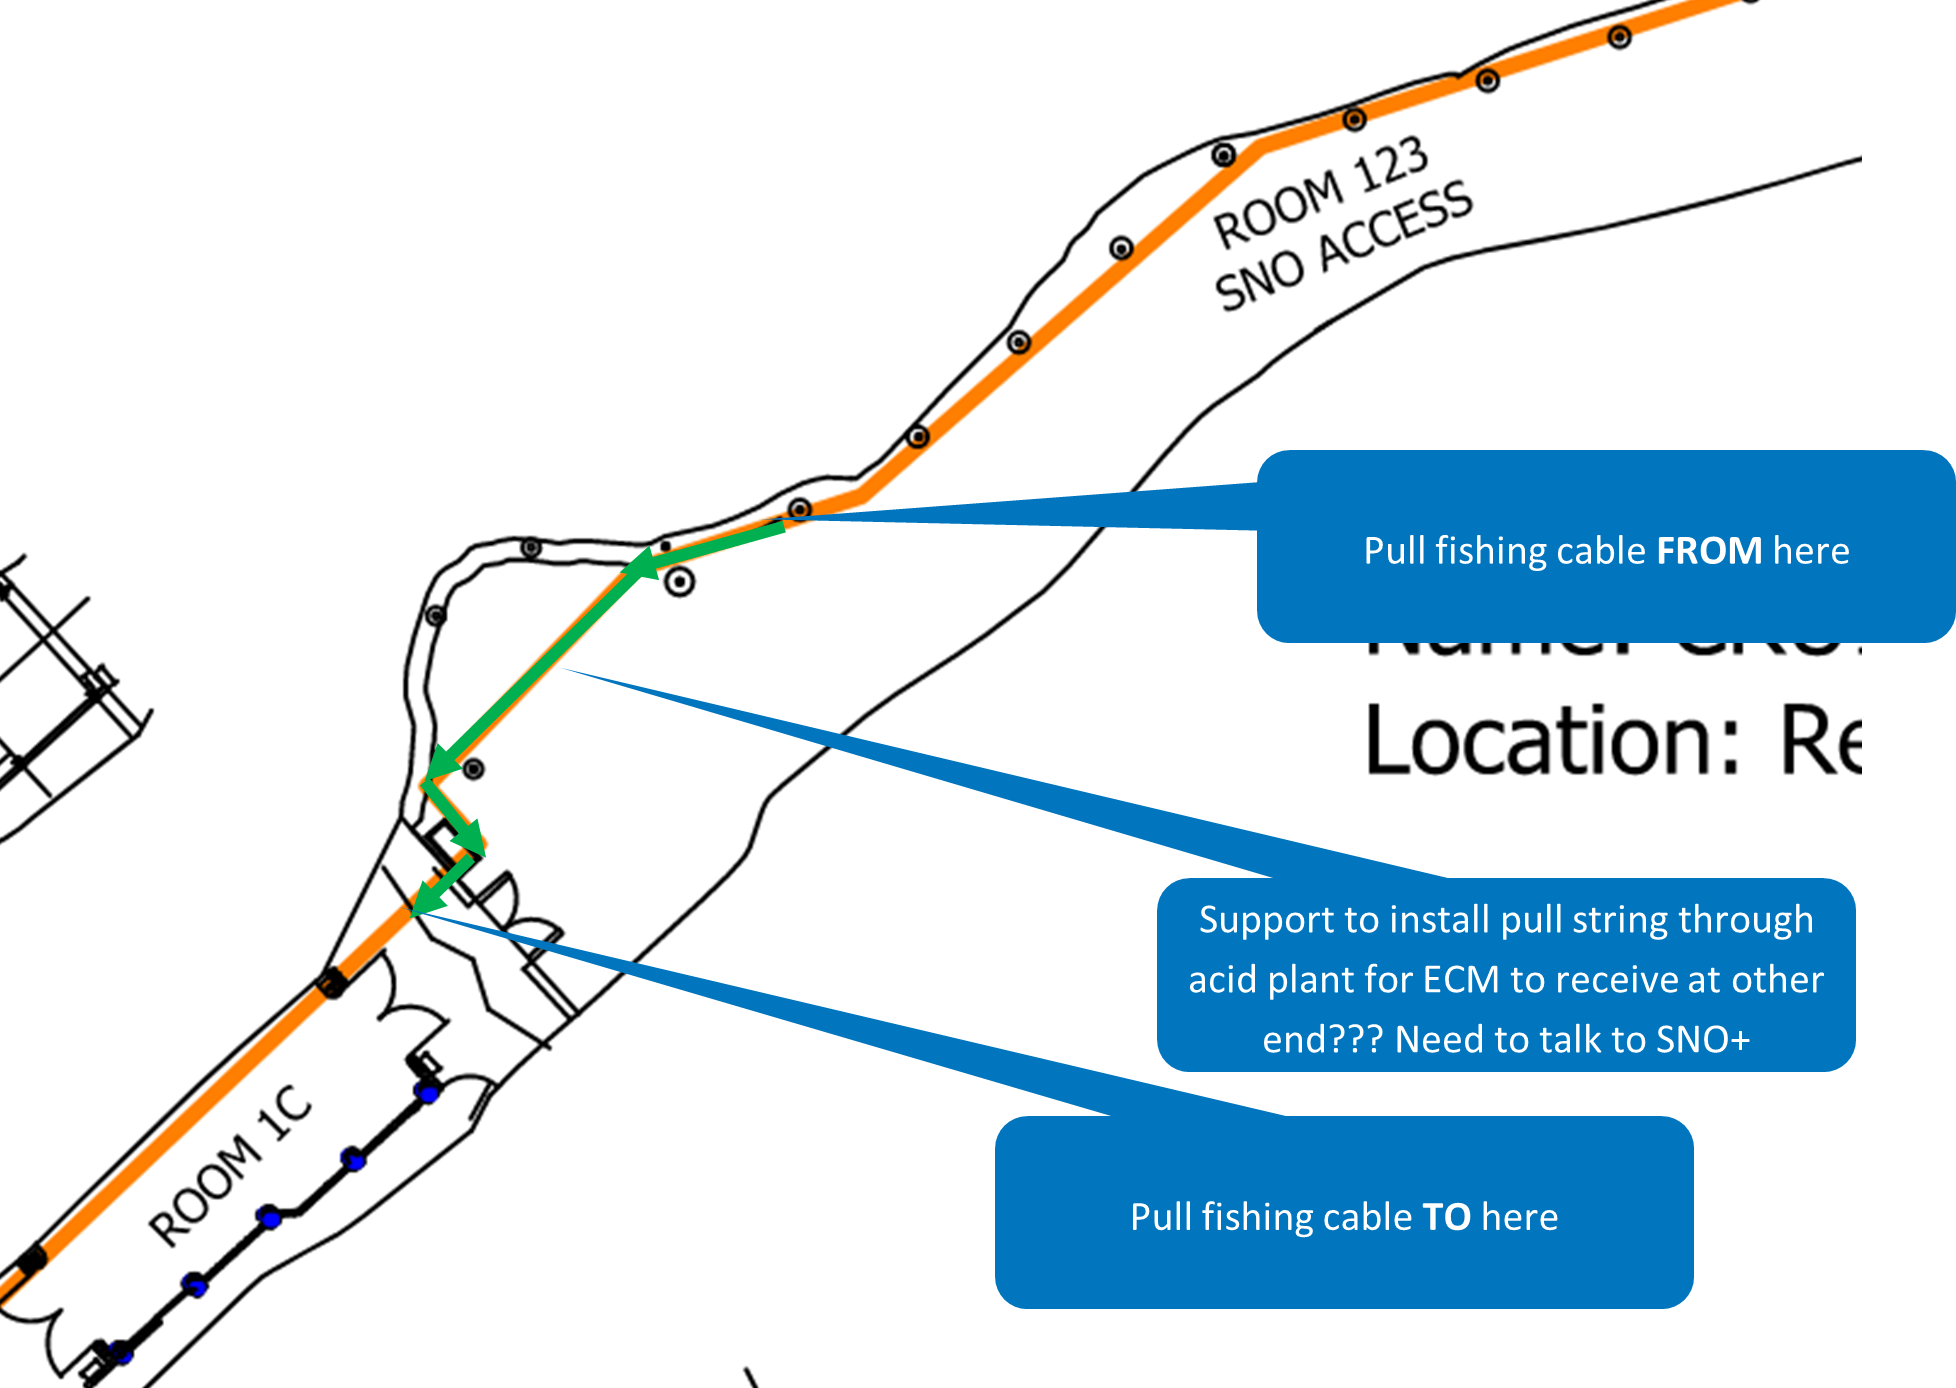 ROOM 123
SNO ACCESS
Pull fishing cable FROM here
Location: Re
Support to install pull string through
acid plant for ECM to receive at other
end??? Need to talk to SNO+
ROOM 1C
Pull fishing cable TO here